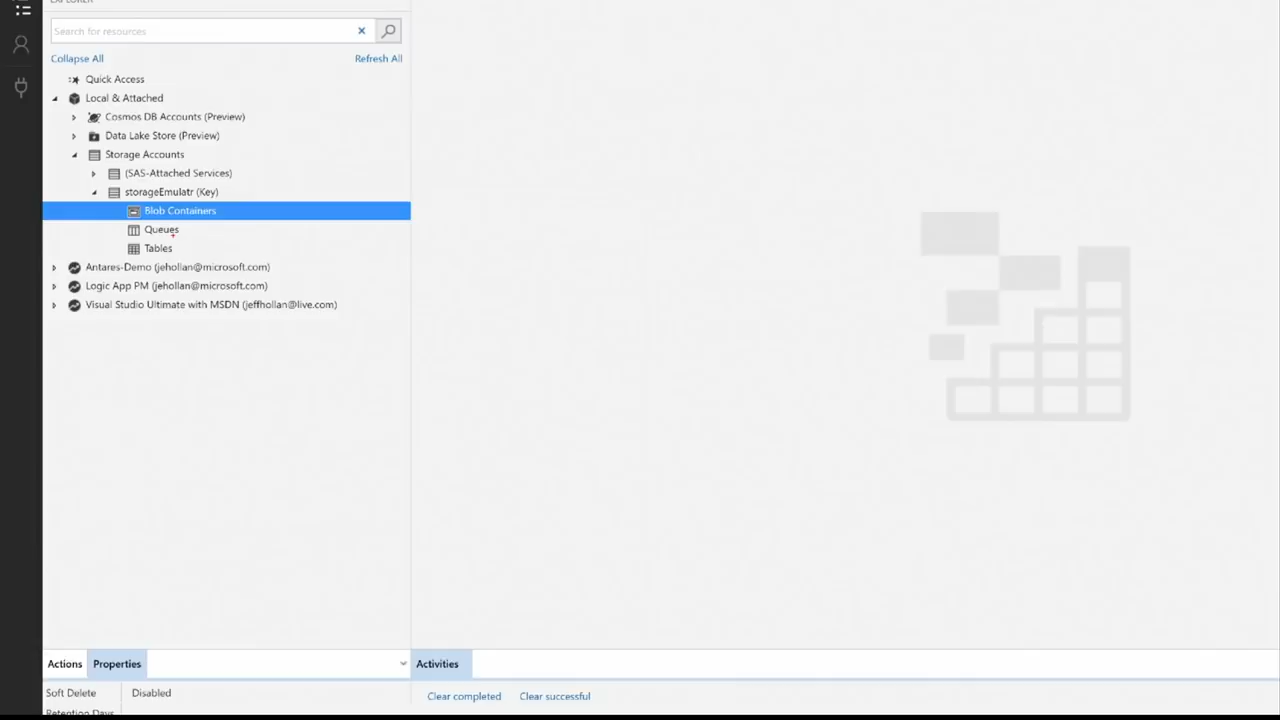 EXPLORER
Search for resources
Collapse All
Refresh All
Quick Access
Local & Attached
Cosmos DB Accounts (Preview)
Data Lake Store (Preview)
Storage Accounts
(SAS-Attached Services)
storageEmulatr (Key)
Blob Containers
Queues
Tables
Antares-Demo (jehollan@microsoft.com)
Logic App PM (jehollan@microsoft.com)
Visual Studio Ultimate with MSDN (jeffhollan@live.com)
Actions
Properties
Activities
Soft Delete
Disabled
Clear completed
Clear successful
Retention Days